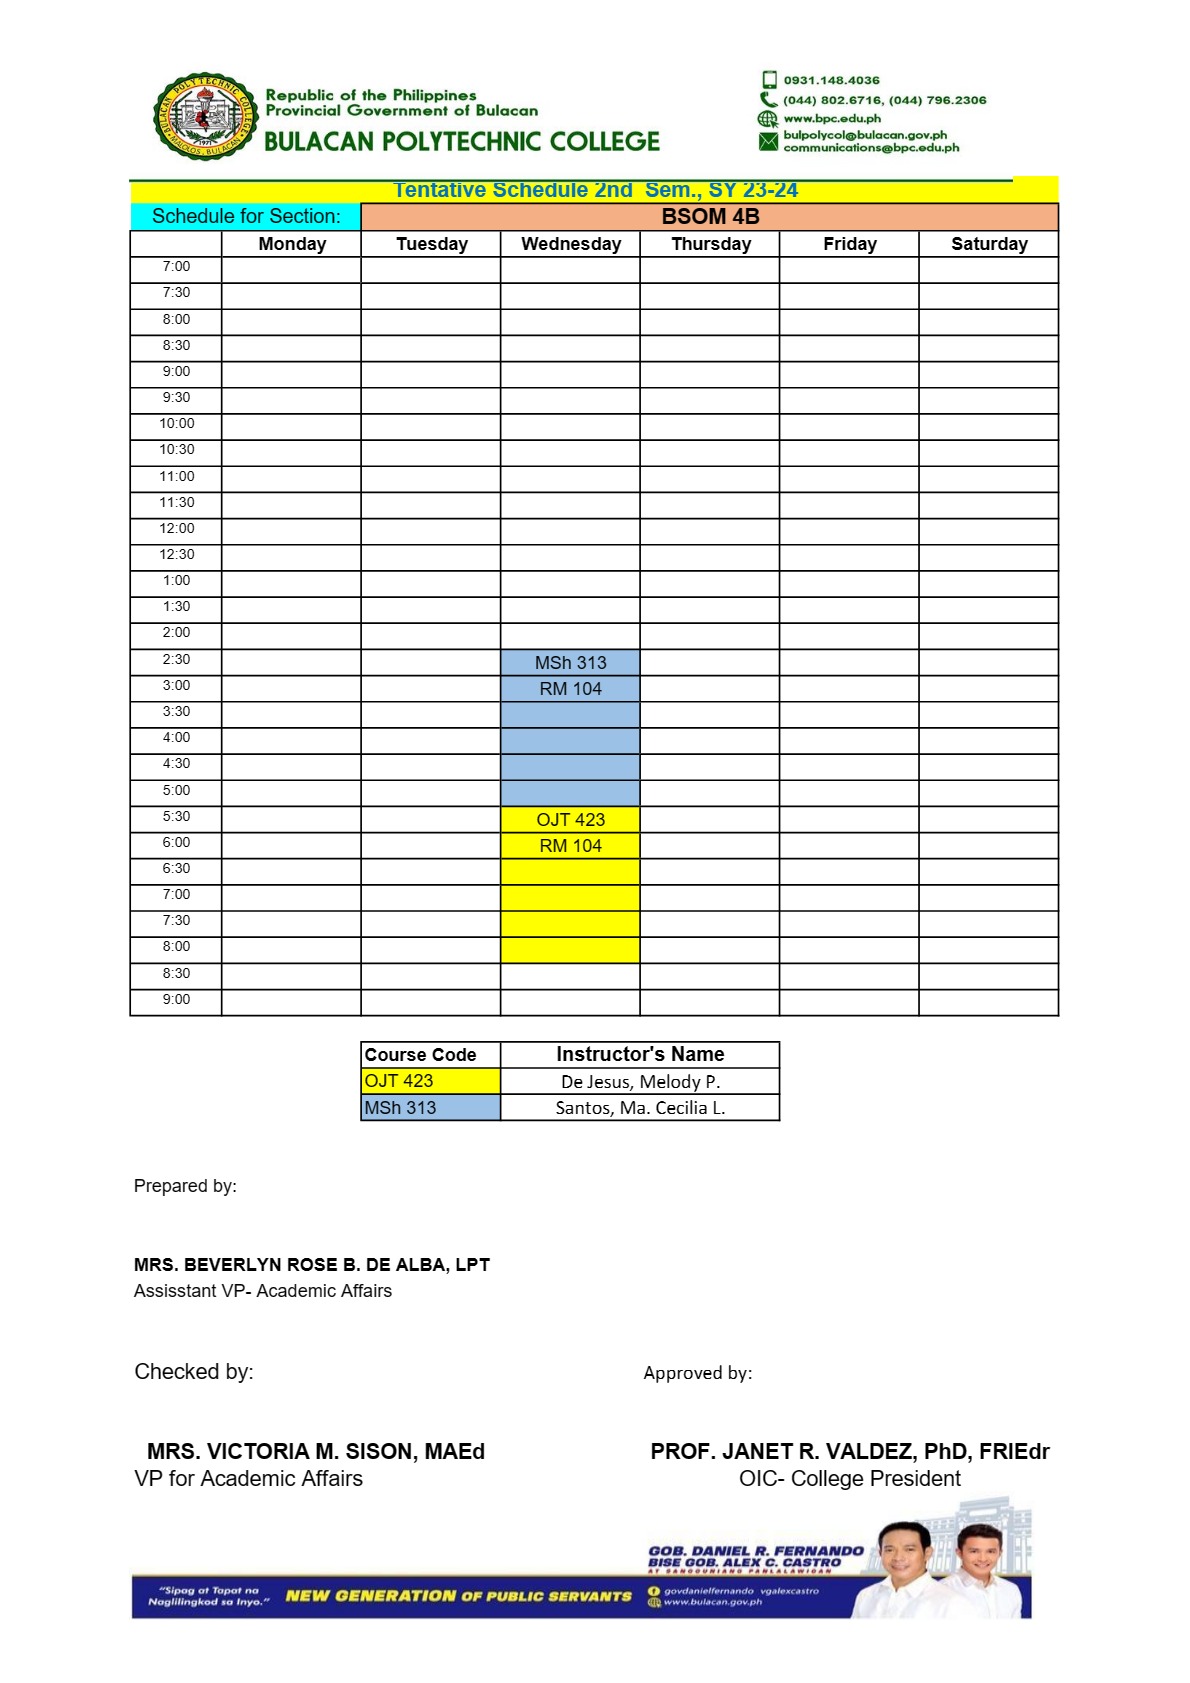 BULACAN POLYTECHNIC COLLEGE
1971
MALOLOS, BULACAN
Republic of the Philippines
Provincial Government of Bulacan
BULACAN POLYTECHNIC COLLEGE
0931.148.4036
(044) 802.6716, (044) 796.2306
www.bpc.edu.ph
bulpolycol@bulacan.gov.ph
communications@bpc.edu.ph
Tentative Schedule 2nd Sem., SY 23-24
Schedule for Section: BSOM 4B
Monday Tuesday Wednesday Thursday Friday Saturday
7:00
7:30
8:00
8:30
9:00
9:30
10:00
10:30
11:00
11:30
12:00
12:30
1:00
1:30
2:00
2:30 MSh 313
3:00 RM 104
3:30
4:00
4:30
5:00
5:30 OJT 423
6:00 RM 104
6:30
7:00
7:30
8:00
8:30
9:00
Course Code Instructor's Name
OJT 423 De Jesus, Melody P.
MSh 313 Santos, Ma. Cecilia L.
Prepared by:
MRS. BEVERLYN ROSE B. DE ALBA, LPT
Assisstant VP- Academic Affairs
Checked by: Approved by:
MRS. VICTORIA M. SISON, MAEd PROF. JANET R. VALDEZ, PhD, FRIEdr
VP for Academic Affairs OIC- College President
GOB. DANIEL R. FERNANDO
BISE GOB. ALEX C. CASTRO
AT SANGGUNIANG PANLALAWIGAN
"Sipag at Tapat na
Naglilingkod sa Inyo."
NEW GENERATION OF PUBLIC SERVANTS
govdanielfernando vgalexcastro
www.bulacan.gov.ph